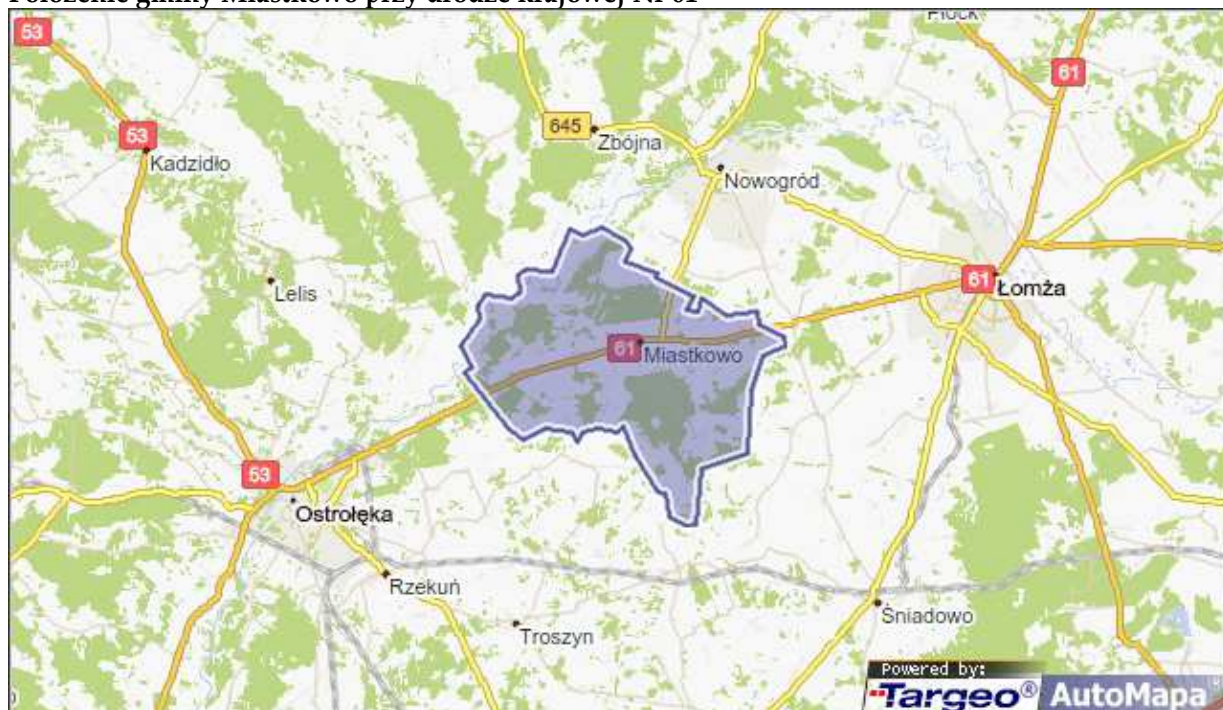 Położenie gminy Miastkowo przy drodze krajowej Nr 61
53
Płock
61
53
645
Zbójna
Kadzidło
Nowogród
Lelis
61
Łomża
61
Miastkowo
53
Ostrołęka
Rzekuń
Śniadowo
Troszyn
Powered by:
Targeo® AutoMapa®